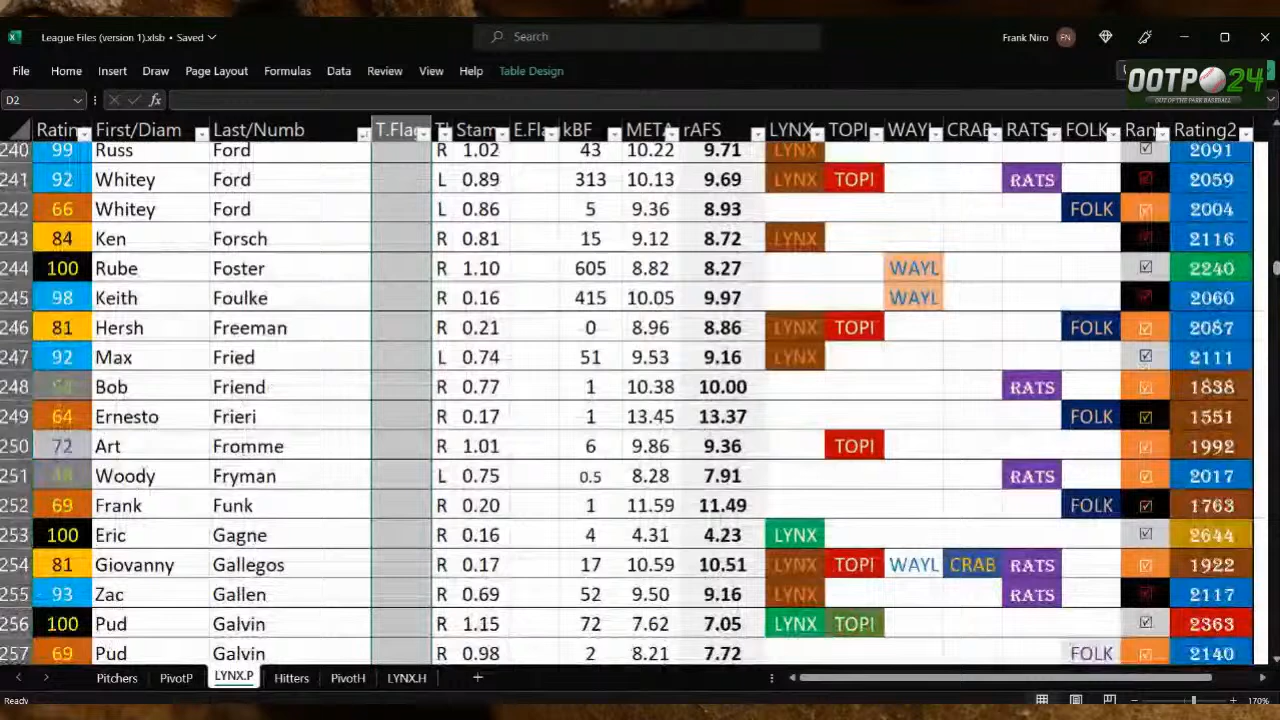 League Files (version 1).xlsb • Saved
Search
Frank Niro FN
File Home Insert Draw Page Layout Formulas Data Review View Help Table Design
OOTP 24
OUT OF THE PARK BASEBALL
D2 fx
Ratin First/Diam Last/Numb T.Flag Stam E.Fla kBF META rAFS LYNX TOPI WAYL CRAB RATS FOLK Ran Rating2
240 99 Russ Ford R 1.02 43 10.22 9.71 LYNX 2091
241 92 Whitey Ford L 0.89 313 10.13 9.69 LYNX TOPI RATS 2059
242 66 Whitey Ford L 0.86 5 9.36 8.93 FOLK 2004
243 84 Ken Forsch R 0.81 15 9.12 8.72 LYNX 2116
244 100 Rube Foster R 1.10 605 8.82 8.27 WAYL 2240
245 98 Keith Foulke R 0.16 415 10.05 9.97 WAYL 2060
246 81 Hersh Freeman R 0.21 0 8.96 8.86 LYNX TOPI FOLK 2087
247 92 Max Fried L 0.74 51 9.53 9.16 LYNX 2111
248 Bob Friend R 0.77 1 10.38 10.00 RATS 1838
249 64 Ernesto Frieri R 0.17 1 13.45 13.37 FOLK 1551
250 72 Art Fromme R 1.01 6 9.86 9.36 TOPI 1992
251 Woody Fryman L 0.75 0.5 8.28 7.91 RATS 2017
252 69 Frank Funk R 0.20 1 11.59 11.49 FOLK 1763
253 100 Eric Gagne R 0.16 4 4.31 4.23 LYNX 2644
254 81 Giovanny Gallegos R 0.17 17 10.59 10.51 LYNX TOPI WAYL CRAB RATS 1922
255 93 Zac Gallen R 0.69 52 9.50 9.16 LYNX RATS 2117
256 100 Pud Galvin R 1.15 72 7.62 7.05 LYNX TOPI 2363
257 69 Pud Galvin R 0.98 2 8.21 7.72 FOLK 2140
Pitchers PivotP LYNX.P Hitters PivotH LYNX.H +
Ready 170%